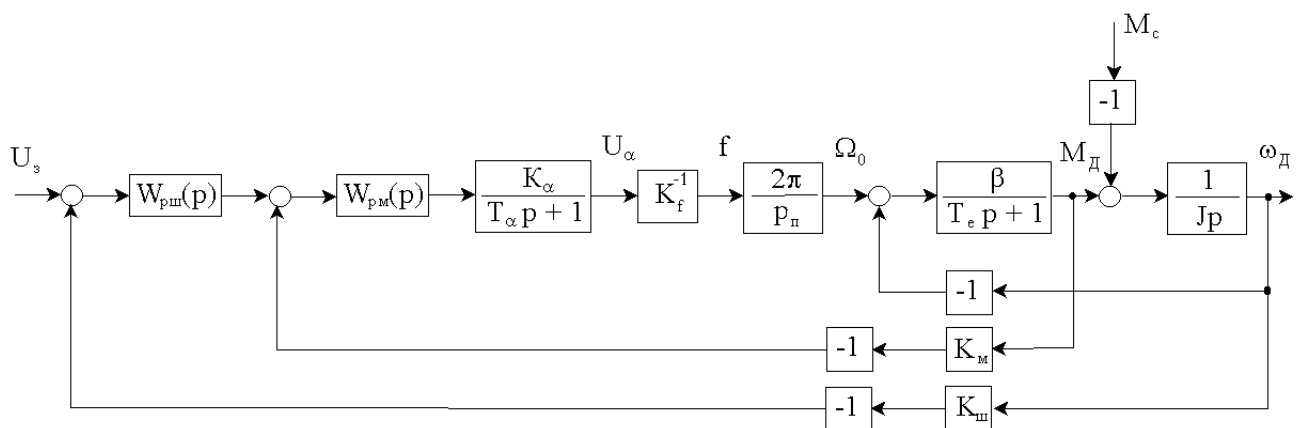 M_c
-1
U_з
W_рш(p)
W_рм(p)
K_α
T_α p + 1
U_α
K_f^-1
f
2π
p_п
Ω_0
β
T_e p + 1
M_Д
1
Jp
ω_Д
-1
-1
K_м
-1
K_ш